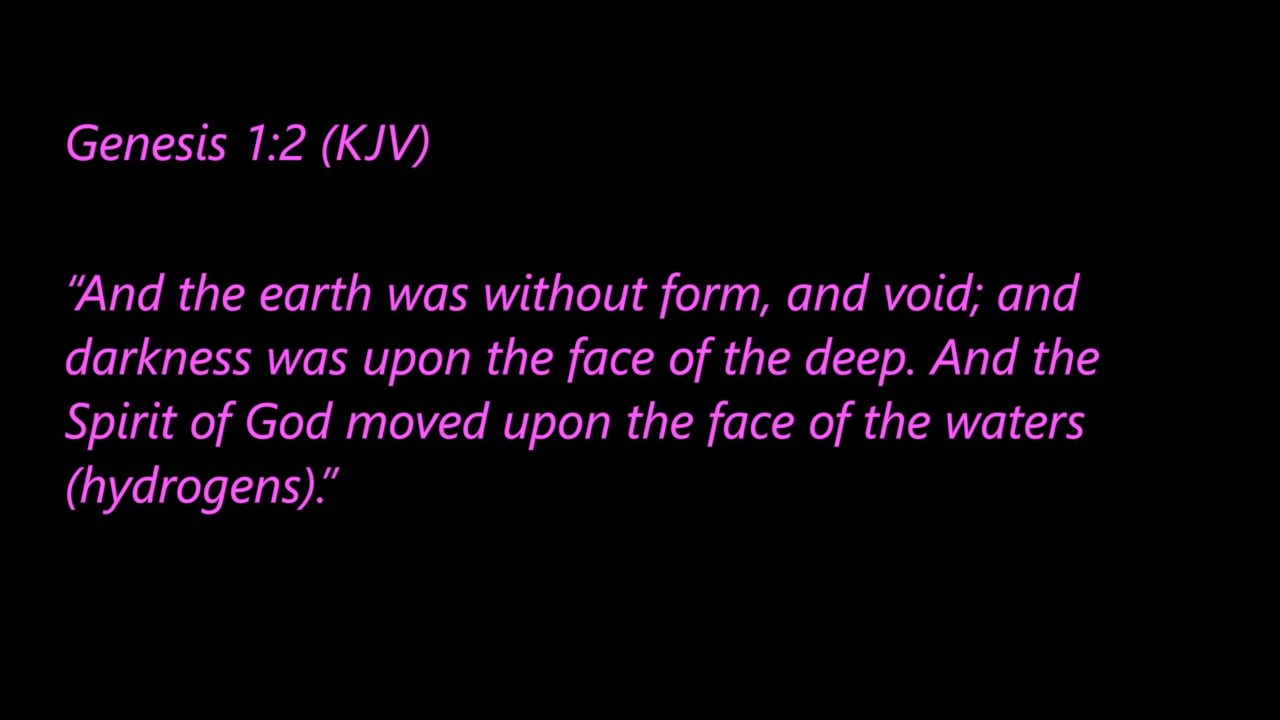 Genesis 1:2 (KJV)
“And the earth was without form, and void; and
darkness was upon the face of the deep. And the
Spirit of God moved upon the face of the waters
(hydrogens).”